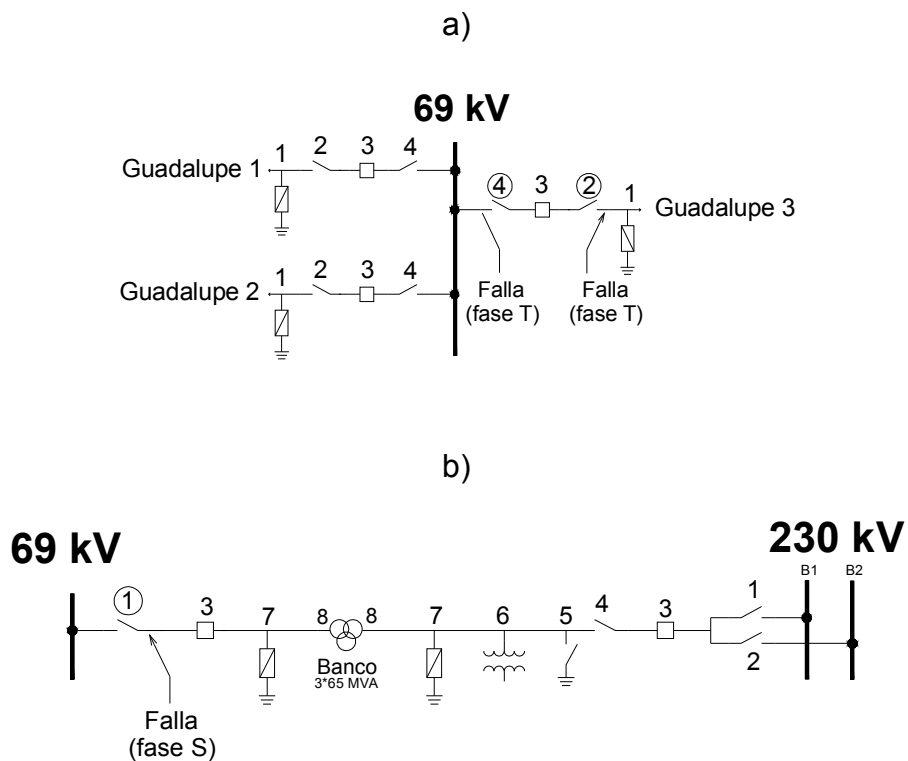 a)
69 kV
Guadalupe 1
1
2
3
4
④
3
②
1
Guadalupe 3
Guadalupe 2
1
2
3
4
Falla
(fase T)
Falla
(fase T)
b)
69 kV
230 kV
B1
B2
①
3
7
8
8
7
6
5
4
3
1
2
Banco
3*65 MVA
Falla
(fase S)